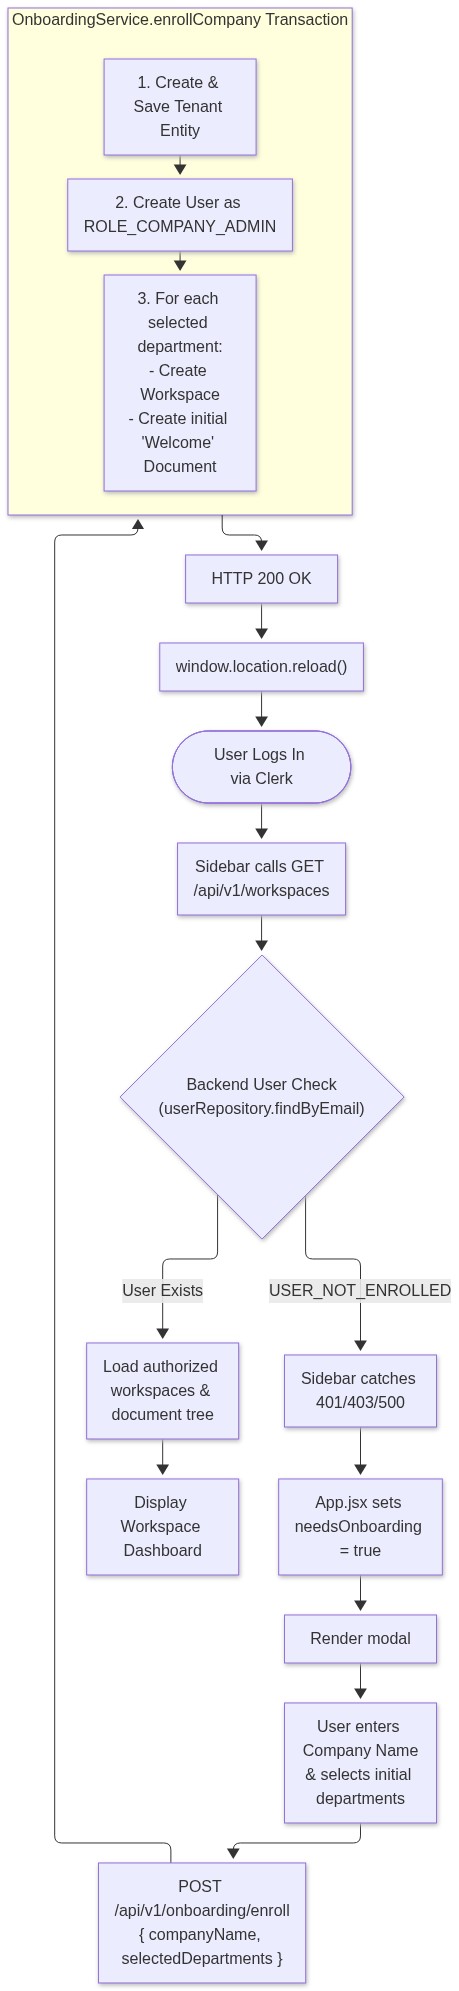 OnboardingService.enrollCompany Transaction
1. Create &
Save Tenant
Entity
2. Create User as
ROLE_COMPANY_ADMIN
3. For each
selected
department:
- Create
Workspace
- Create initial
'Welcome'
Document
HTTP 200 OK
window.location.reload()
User Logs In
via Clerk
Sidebar calls GET
/api/v1/workspaces
Backend User Check
(userRepository.findByEmail)
User Exists
USER_NOT_ENROLLED
Load authorized
workspaces &
document tree
Sidebar catches
401/403/500
Display
Workspace
Dashboard
App.jsx sets
needsOnboarding
= true
Render modal
User enters
Company Name
& selects initial
departments
POST
/api/v1/onboarding/enroll
{ companyName,
selectedDepartments }